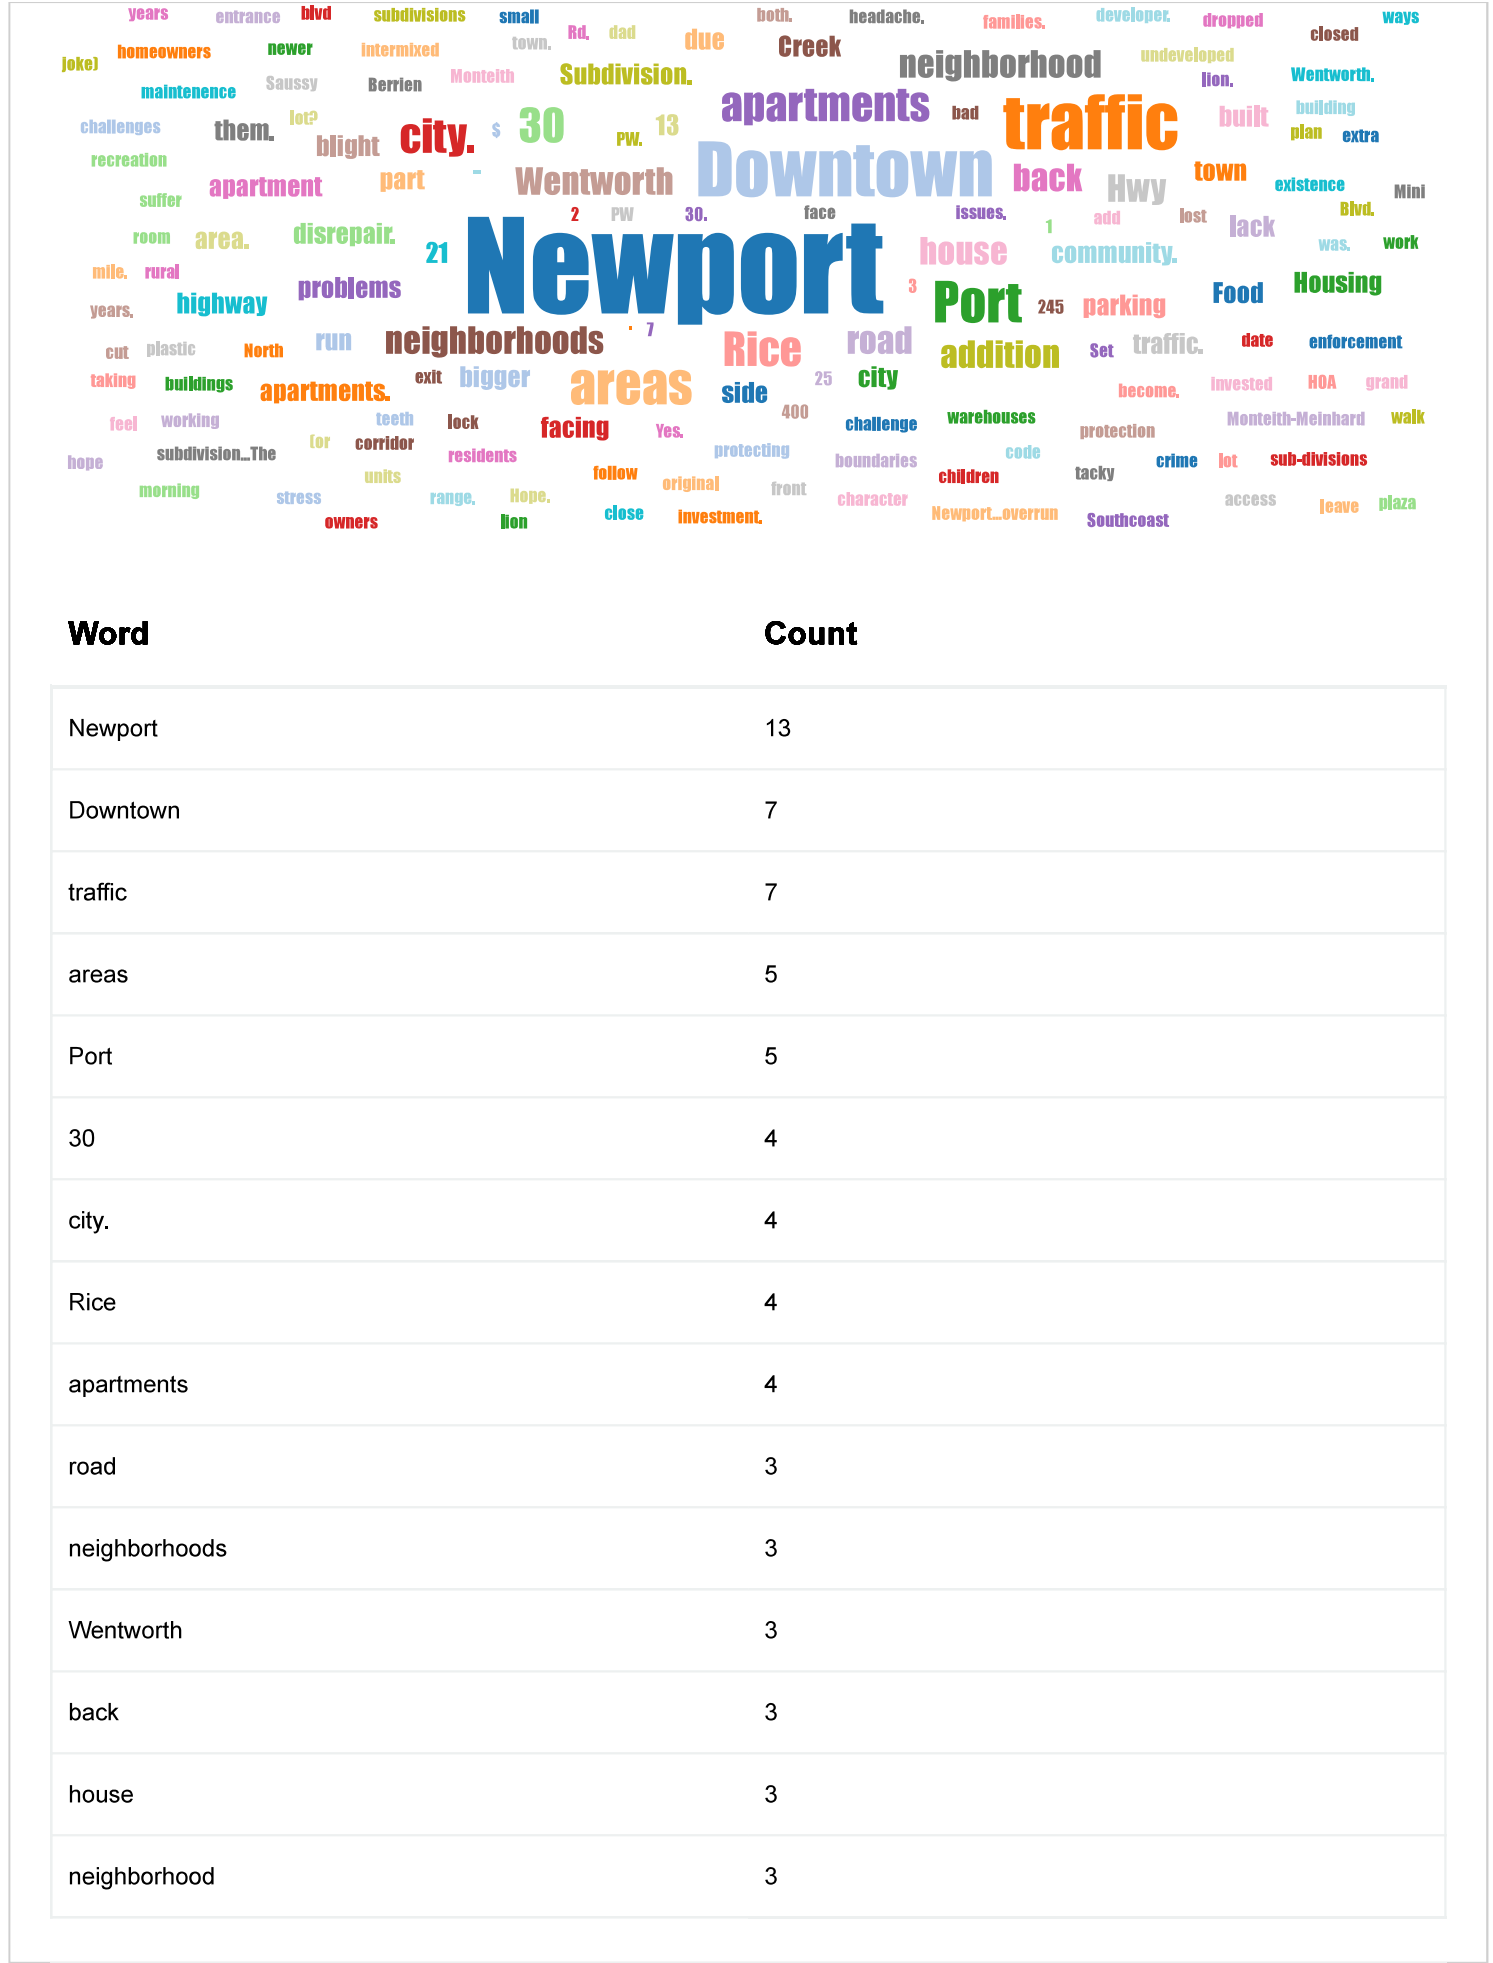 years entrance blvd subdivisions small both. headache. families. developer. dropped ways
joke) homeowners newer intermixed town. Rd. dad due Creek neighborhood undeveloped closed
maintenence Saussy Berrien Monteith Subdivision. apartments bad traffic lion. Wentworth.
challenges them. lot? blight city. $ 30 PW. 13 built building plan extra
recreation apartment part - Wentworth Downtown back Hwy town existence Mini
suffer 2 PW 30. face issues. 1 add lost lack Blvd.
room area. disrepair. 21 Newport house community. was. work
mile. rural highway problems 3 Port 245 parking Food Housing
years. run neighborhoods . 7 Rice road addition Set traffic. date enforcement
cut plastic North
taking buildings apartments. exit bigger areas side 25 city become. invested HOA grand
feel working teeth lock facing Yes. 400 challenge warehouses protection Monteith-Meinhard walk
hope subdivision...The (or corridor residents protecting boundaries code crime lot sub-divisions
morning units stress range. Hope. follow original front character children tacky access leave plaza
owners lion close investment. Newport...overrun Southcoast
Word Count
Newport 13
Downtown 7
traffic 7
areas 5
Port 5
30 4
city. 4
Rice 4
apartments 4
road 3
neighborhoods 3
Wentworth 3
back 3
house 3
neighborhood 3